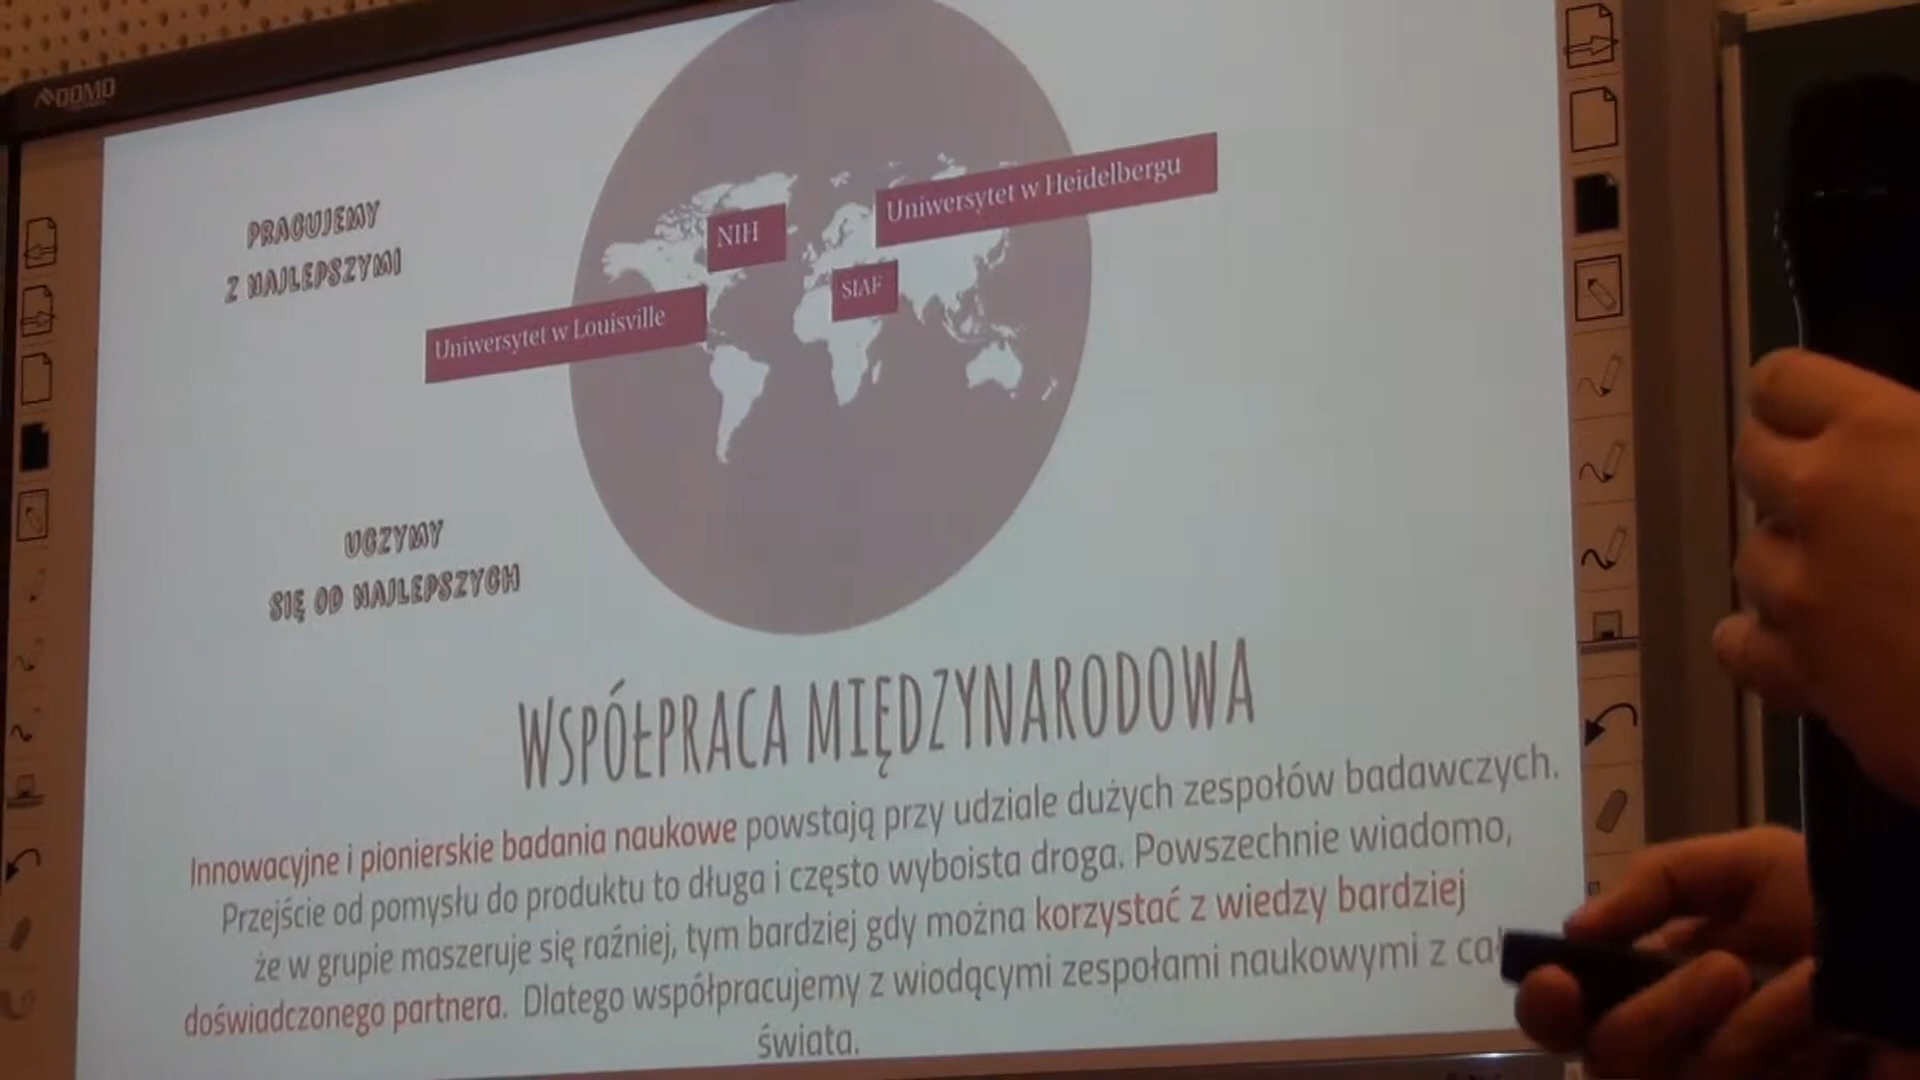 QOMO
PRACUJEMY
Z NAJLEPSZYMI
Uniwersytet w Heidelbergu
NIH
SIAF
Uniwersytet w Louisville
UCZYMY
SIĘ OD NAJLEPSZYCH
WSPÓŁPRACA MIĘDZYNARODOWA
Innowacyjne i pionierskie badania naukowe powstają przy udziale dużych zespołów badawczych.
Przejście od pomysłu do produktu to długa i często wyboista droga. Powszechnie wiadomo,
że w grupie maszeruje się raźniej, tym bardziej gdy można korzystać z wiedzy bardziej
doświadczonego partnera. Dlatego współpracujemy z wiodącymi zespołami naukowymi z cał
świata.